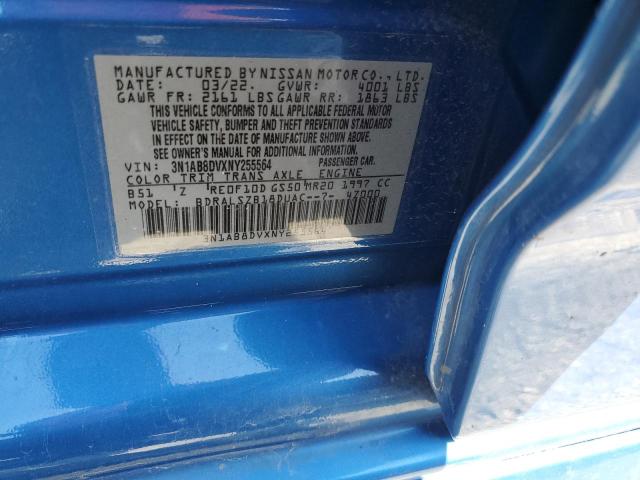 MANUFACTURED BY NISSAN MOTOR CO., LTD.
DATE: 03/22. GVWR: 4001 LBS
GAWR FR: 2161 LBS GAWR RR: 1863 LBS
THIS VEHICLE CONFORMS TO ALL APPLICABLE FEDERAL MOTOR
VEHICLE SAFETY, BUMPER AND THEFT PREVENTION STANDARDS
IN EFFECT ON THE DATE OF MANUFACTURE SHOWN ABOVE.
SEE OWNER'S MANUAL FOR ADDITIONAL INFORMATION.
VIN: 3N1AB8DVXNY255564 PASSENGER CAR.
COLOR TRIM TRANS AXLE ENGINE
B51 'Z RE0F10D GS50 MR20 1997 CC
MODEL: BDRALSZB18DUAC--7- 4Z000